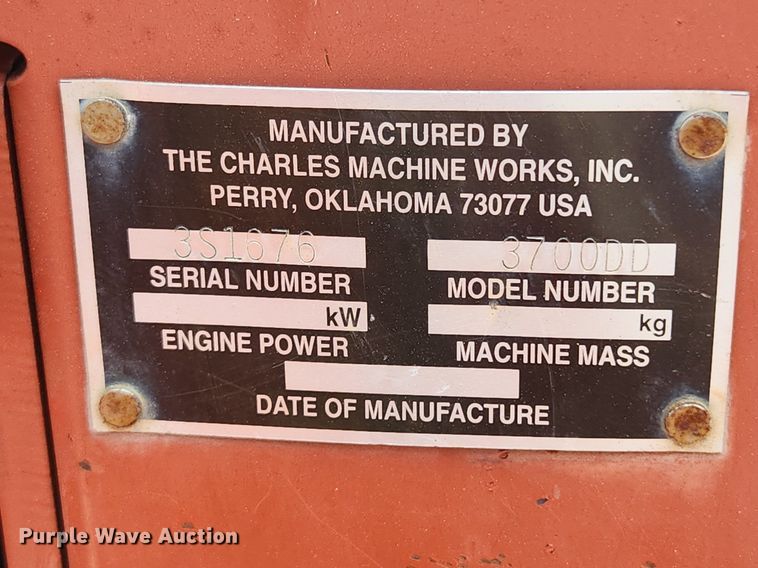 MANUFACTURED BY
THE CHARLES MACHINE WORKS, INC.
PERRY, OKLAHOMA 73077 USA
3S1676 3700DD
SERIAL NUMBER MODEL NUMBER
kW kg
ENGINE POWER MACHINE MASS
DATE OF MANUFACTURE
Purple Wave Auction